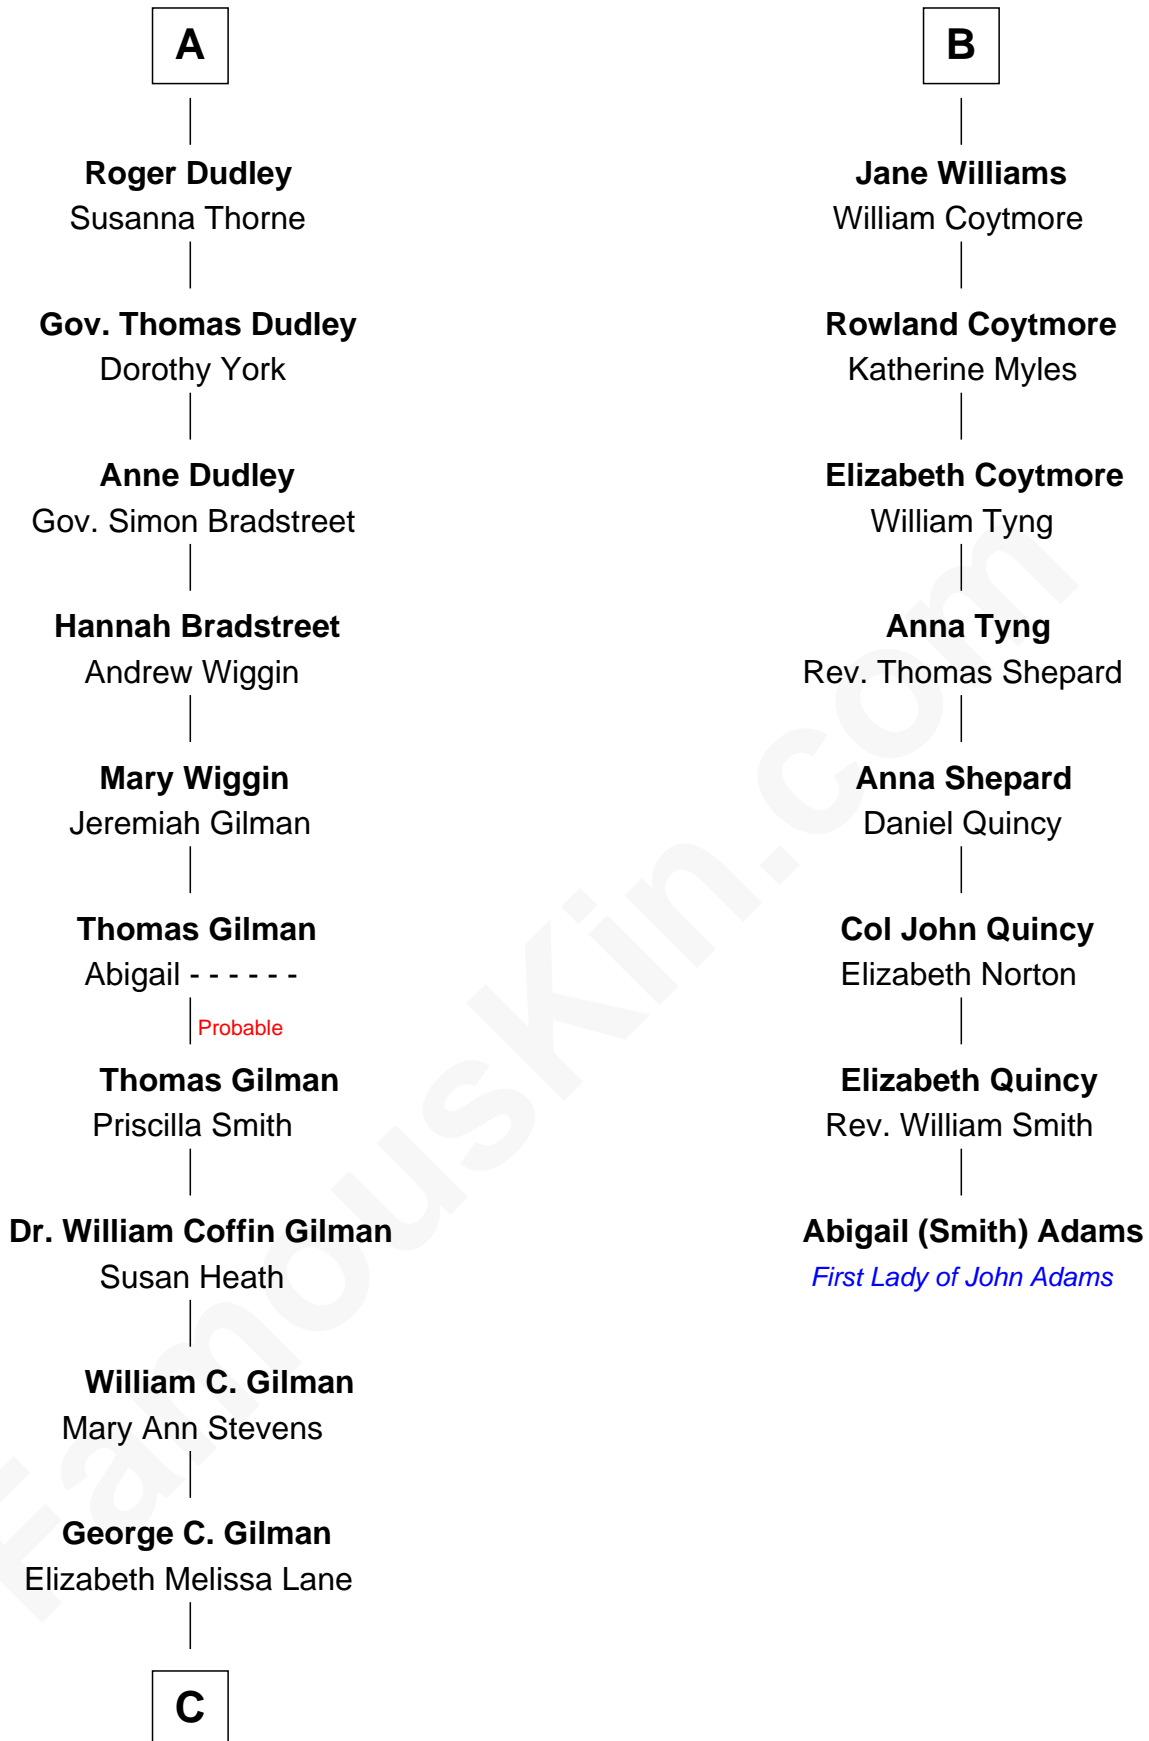 A
Roger Dudley
Susanna Thorne
Gov. Thomas Dudley
Dorothy York
Anne Dudley
Gov. Simon Bradstreet
Hannah Bradstreet
Andrew Wiggin
Mary Wiggin
Jeremiah Gilman
Thomas Gilman
Abigail - - - - - -
Probable
Thomas Gilman
Priscilla Smith
Dr. William Coffin Gilman
Susan Heath
William C. Gilman
Mary Ann Stevens
George C. Gilman
Elizabeth Melissa Lane
C
B
Jane Williams
William Coytmore
Rowland Coytmore
Katherine Myles
Elizabeth Coytmore
William Tyng
Anna Tyng
Rev. Thomas Shepard
Anna Shepard
Daniel Quincy
Col John Quincy
Elizabeth Norton
Elizabeth Quincy
Rev. William Smith
Abigail (Smith) Adams
First Lady of John Adams
FamousKin.com